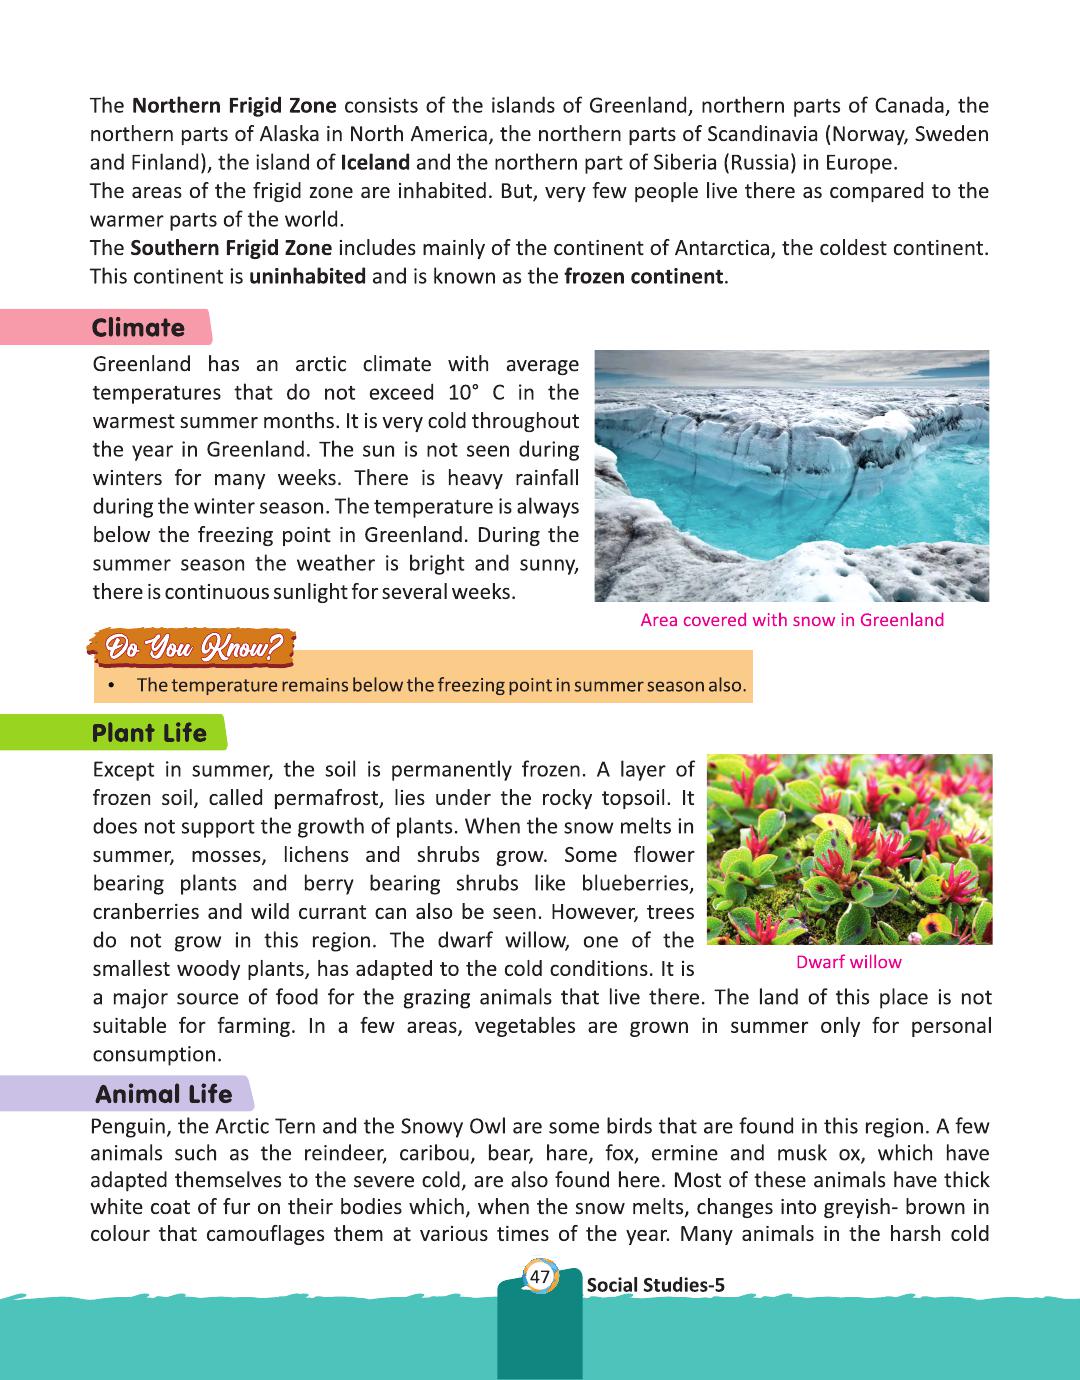 The Northern Frigid Zone consists of the islands of Greenland, northern parts of Canada, the
northern parts of Alaska in North America, the northern parts of Scandinavia (Norway, Sweden
and Finland), the island of Iceland and the northern part of Siberia (Russia) in Europe.
The areas of the frigid zone are inhabited. But, very few people live there as compared to the
warmer parts of the world.
The Southern Frigid Zone includes mainly of the continent of Antarctica, the coldest continent.
This continent is uninhabited and is known as the frozen continent.
Climate
Greenland has an arctic climate with average
temperatures that do not exceed 10° C in the
warmest summer months. It is very cold throughout
the year in Greenland. The sun is not seen during
winters for many weeks. There is heavy rainfall
during the winter season. The temperature is always
below the freezing point in Greenland. During the
summer season the weather is bright and sunny,
there is continuous sunlight for several weeks.
Area covered with snow in Greenland
Do You Know?
• The temperature remains below the freezing point in summer season also.
Plant Life
Except in summer, the soil is permanently frozen. A layer of
frozen soil, called permafrost, lies under the rocky topsoil. It
does not support the growth of plants. When the snow melts in
summer, mosses, lichens and shrubs grow. Some flower
bearing plants and berry bearing shrubs like blueberries,
cranberries and wild currant can also be seen. However, trees
do not grow in this region. The dwarf willow, one of the
smallest woody plants, has adapted to the cold conditions. It is
Dwarf willow
a major source of food for the grazing animals that live there. The land of this place is not
suitable for farming. In a few areas, vegetables are grown in summer only for personal
consumption.
Animal Life
Penguin, the Arctic Tern and the Snowy Owl are some birds that are found in this region. A few
animals such as the reindeer, caribou, bear, hare, fox, ermine and musk ox, which have
adapted themselves to the severe cold, are also found here. Most of these animals have thick
white coat of fur on their bodies which, when the snow melts, changes into greyish- brown in
colour that camouflages them at various times of the year. Many animals in the harsh cold
47
Social Studies-5